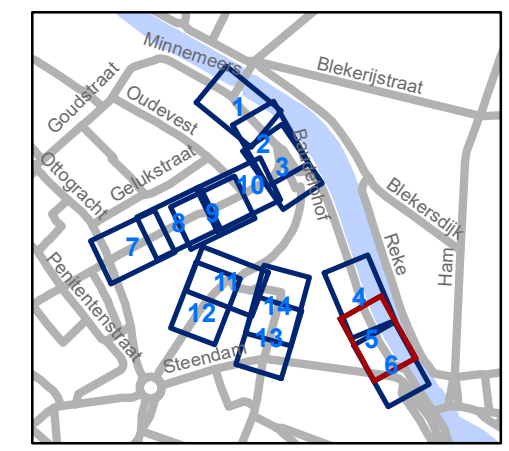 Minnemeers
Blekerijstraat
Goudstraat
Oudevest
1
2
Baudelohof
3
Gelukstraat
Ottogracht
10
Blekersdijk
9
8
7
Reke
Ham
Penitentenstraat
11
4
14
12
5
13
Steendam
6